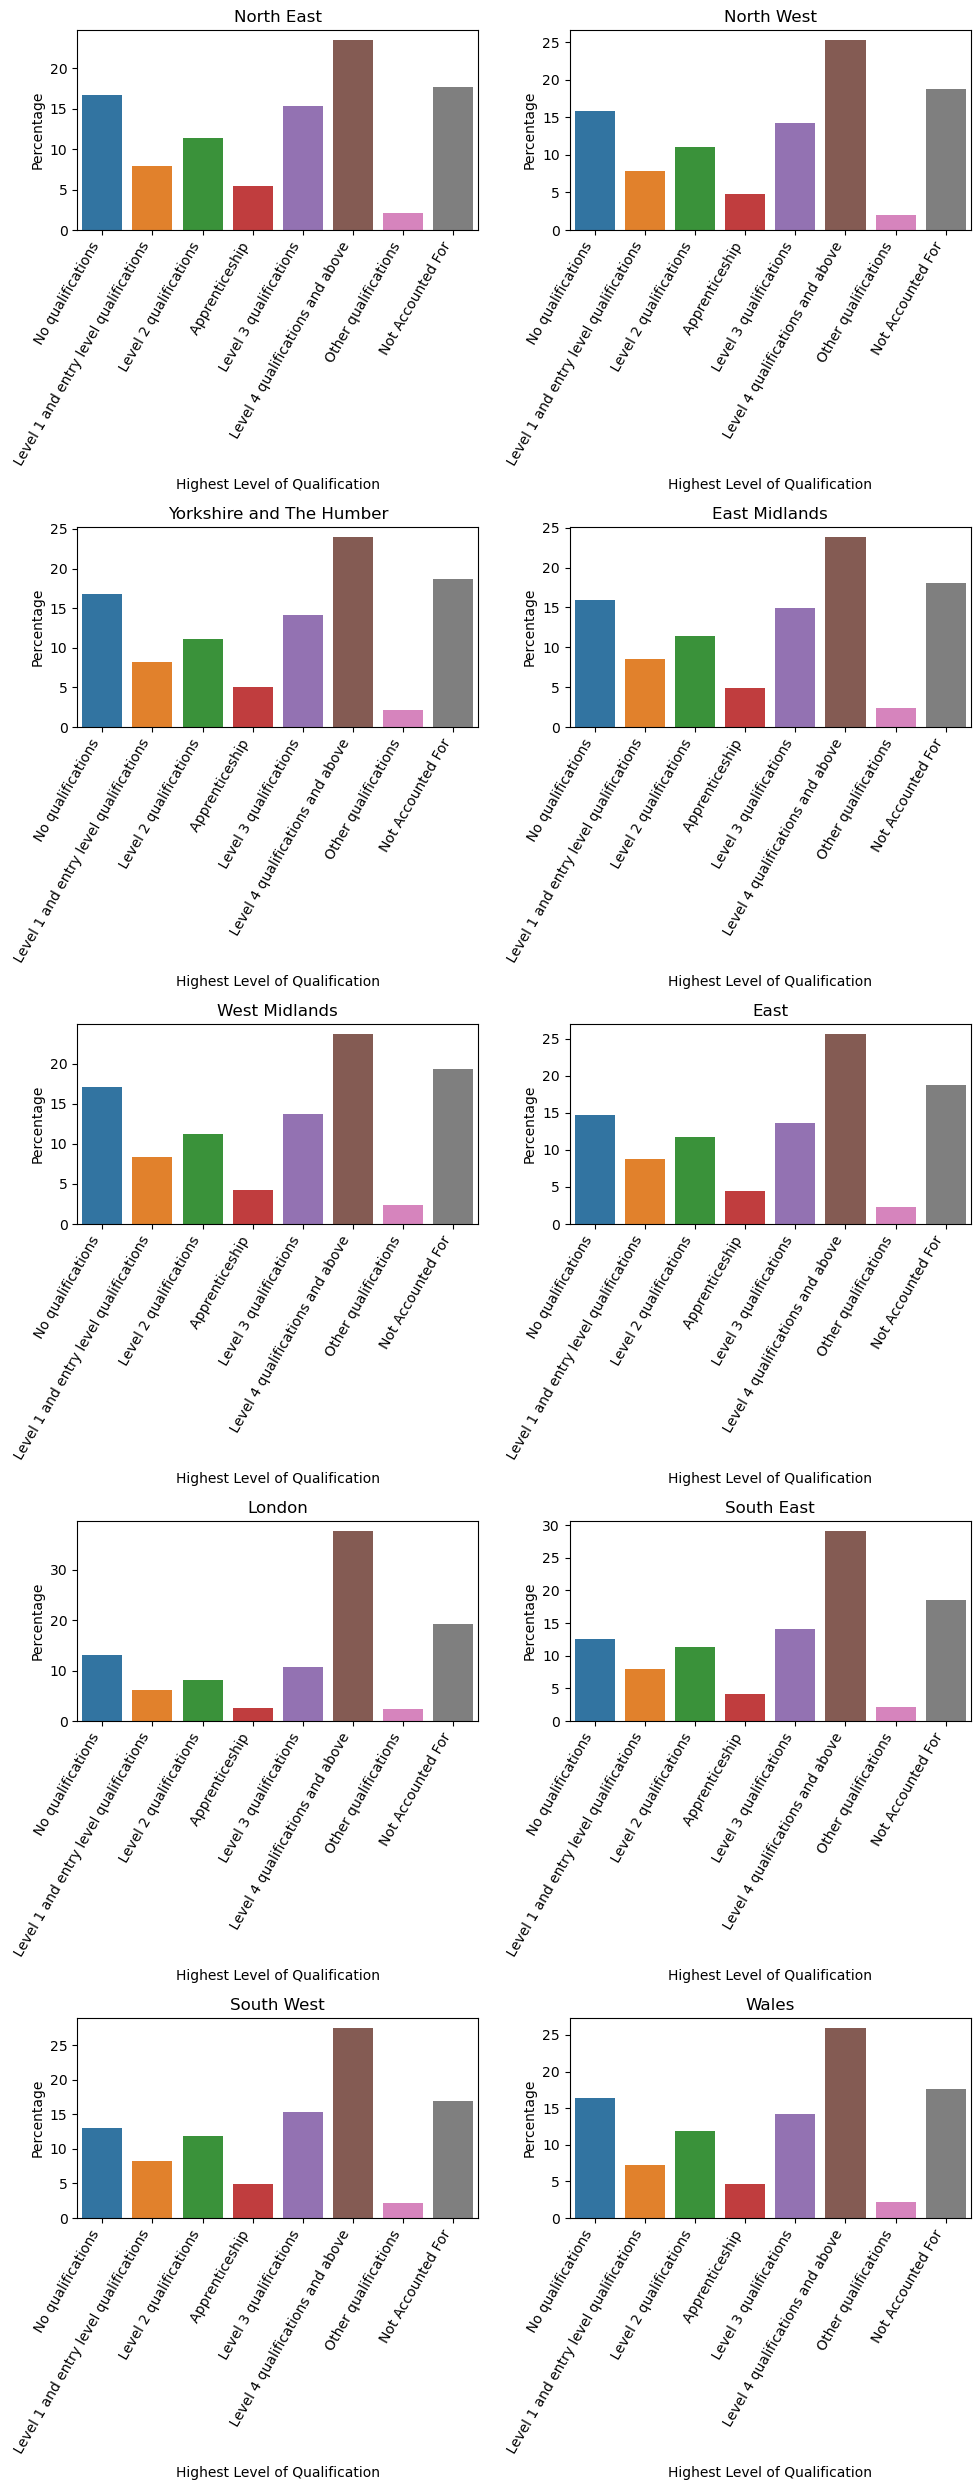 North East
Percentage
20
15
10
5
0
No qualifications
Level 1 and entry level qualifications
Level 2 qualifications
Apprenticeship
Level 3 qualifications
Level 4 qualifications and above
Other qualifications
Not Accounted For
Highest Level of Qualification
North West
Percentage
25
20
15
10
5
0
No qualifications
Level 1 and entry level qualifications
Level 2 qualifications
Apprenticeship
Level 3 qualifications
Level 4 qualifications and above
Other qualifications
Not Accounted For
Highest Level of Qualification
Yorkshire and The Humber
Percentage
25
20
15
10
5
0
No qualifications
Level 1 and entry level qualifications
Level 2 qualifications
Apprenticeship
Level 3 qualifications
Level 4 qualifications and above
Other qualifications
Not Accounted For
Highest Level of Qualification
East Midlands
Percentage
25
20
15
10
5
0
No qualifications
Level 1 and entry level qualifications
Level 2 qualifications
Apprenticeship
Level 3 qualifications
Level 4 qualifications and above
Other qualifications
Not Accounted For
Highest Level of Qualification
West Midlands
Percentage
20
15
10
5
0
No qualifications
Level 1 and entry level qualifications
Level 2 qualifications
Apprenticeship
Level 3 qualifications
Level 4 qualifications and above
Other qualifications
Not Accounted For
Highest Level of Qualification
East
Percentage
25
20
15
10
5
0
No qualifications
Level 1 and entry level qualifications
Level 2 qualifications
Apprenticeship
Level 3 qualifications
Level 4 qualifications and above
Other qualifications
Not Accounted For
Highest Level of Qualification
London
Percentage
30
20
10
0
No qualifications
Level 1 and entry level qualifications
Level 2 qualifications
Apprenticeship
Level 3 qualifications
Level 4 qualifications and above
Other qualifications
Not Accounted For
Highest Level of Qualification
South East
Percentage
30
25
20
15
10
5
0
No qualifications
Level 1 and entry level qualifications
Level 2 qualifications
Apprenticeship
Level 3 qualifications
Level 4 qualifications and above
Other qualifications
Not Accounted For
Highest Level of Qualification
South West
Percentage
25
20
15
10
5
0
No qualifications
Level 1 and entry level qualifications
Level 2 qualifications
Apprenticeship
Level 3 qualifications
Level 4 qualifications and above
Other qualifications
Not Accounted For
Highest Level of Qualification
Wales
Percentage
25
20
15
10
5
0
No qualifications
Level 1 and entry level qualifications
Level 2 qualifications
Apprenticeship
Level 3 qualifications
Level 4 qualifications and above
Other qualifications
Not Accounted For
Highest Level of Qualification